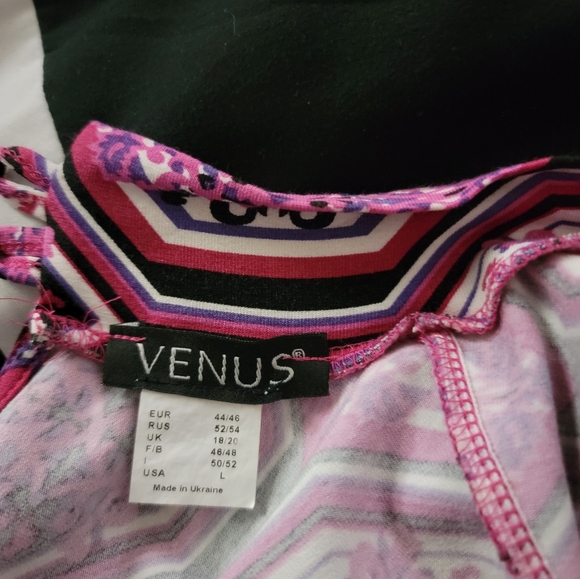 VENUS®
EUR 44/46
RUS 52/54
UK 18/20
F/B 46/48
I 50/52
USA L
Made in Ukraine